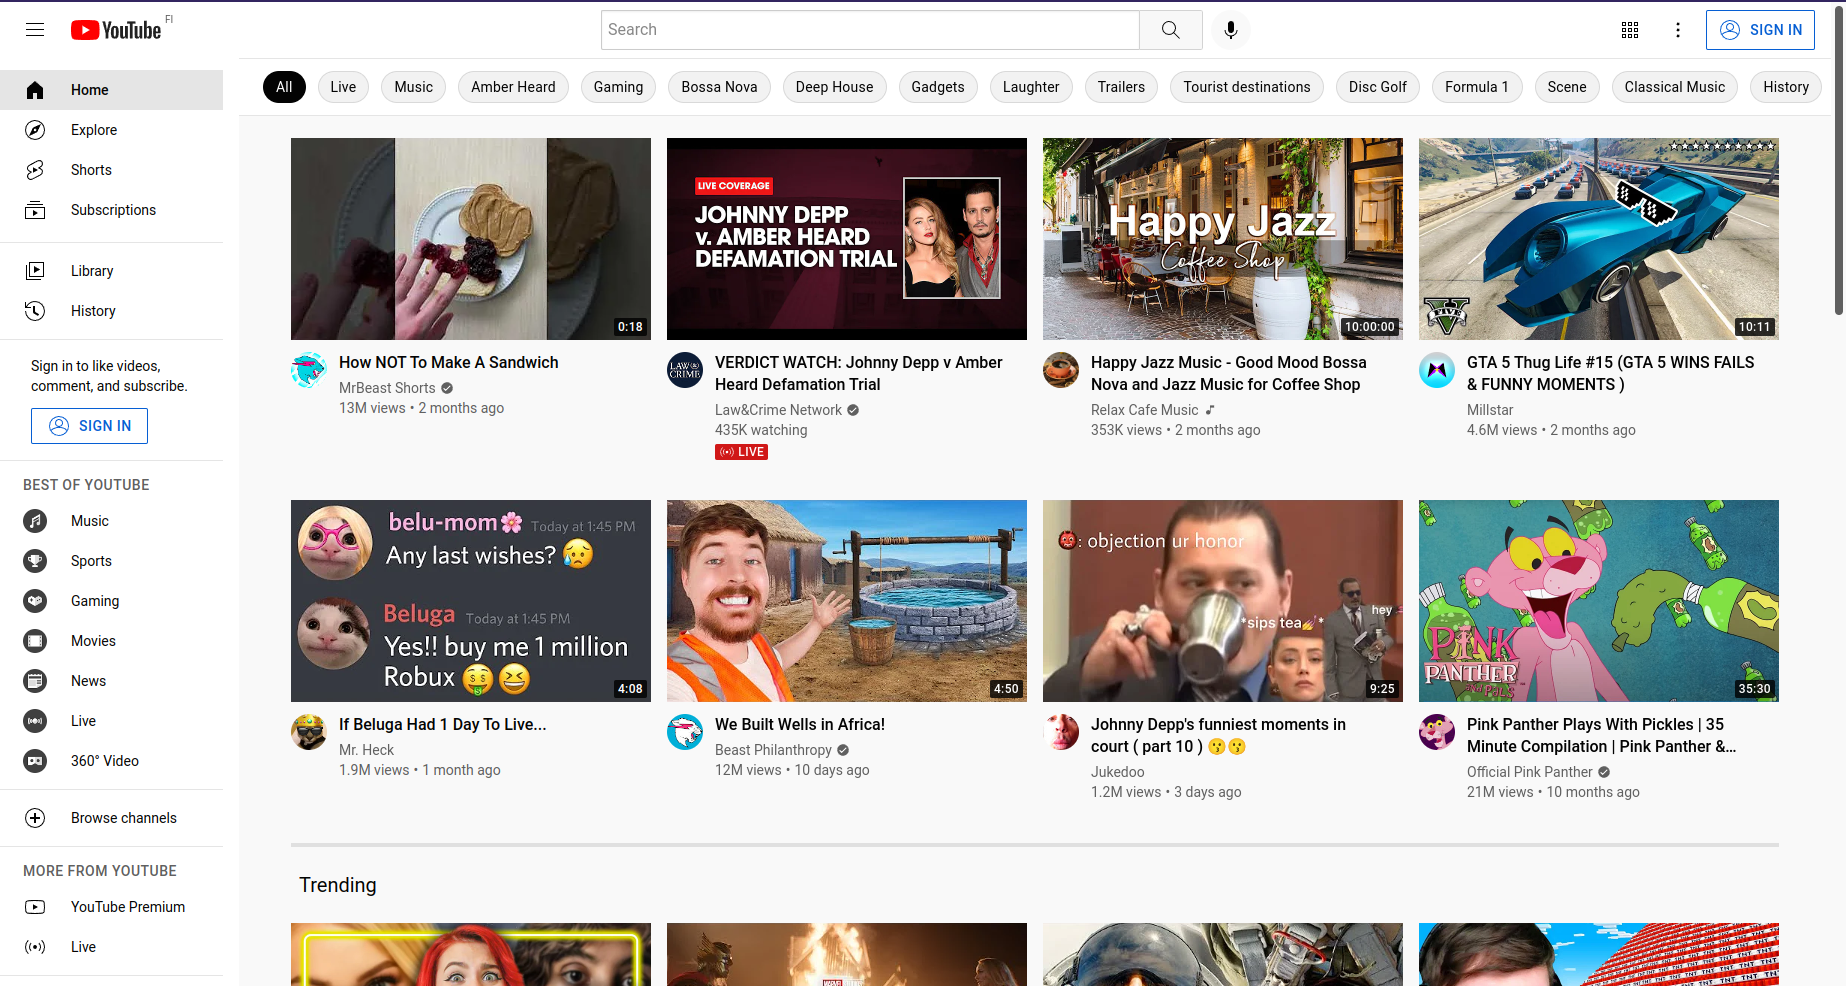 YouTube FI
Search
SIGN IN
Home
Explore
Shorts
Subscriptions
Library
History
Sign in to like videos,
comment, and subscribe.
SIGN IN
BEST OF YOUTUBE
Music
Sports
Gaming
Movies
News
Live
360° Video
Browse channels
MORE FROM YOUTUBE
YouTube Premium
Live
All
Live
Music
Amber Heard
Gaming
Bossa Nova
Deep House
Gadgets
Laughter
Trailers
Tourist destinations
Disc Golf
Formula 1
Scene
Classical Music
History
0:18
How NOT To Make A Sandwich
MrBeast Shorts
13M views • 2 months ago
LIVE COVERAGE
JOHNNY DEPP
v. AMBER HEARD
DEFAMATION TRIAL
LAW&
CRIME
VERDICT WATCH: Johnny Depp v Amber
Heard Defamation Trial
Law&Crime Network
435K watching
LIVE
Happy Jazz
Coffee Shop
10:00:00
Happy Jazz Music - Good Mood Bossa
Nova and Jazz Music for Coffee Shop
Relax Cafe Music
353K views • 2 months ago
V
FIVE
10:11
GTA 5 Thug Life #15 (GTA 5 WINS FAILS
& FUNNY MOMENTS )
Millstar
4.6M views • 2 months ago
belu-mom🌸 Today at 1:45 PM
Any last wishes? 😥
Beluga Today at 1:45 PM
Yes!! buy me 1 million
Robux 🤑😆
4:08
If Beluga Had 1 Day To Live...
Mr. Heck
1.9M views • 1 month ago
4:50
We Built Wells in Africa!
Beast Philanthropy
12M views • 10 days ago
👹: objection ur honor
hey
*sips tea💅*
9:25
Johnny Depp's funniest moments in
court ( part 10 ) 😗😗
Jukedoo
1.2M views • 3 days ago
PINK
PANTHER
and PALS
35:30
Pink Panther Plays With Pickles | 35
Minute Compilation | Pink Panther &...
Official Pink Panther
21M views • 10 months ago
Trending
MARVEL
TNT TNT TNT TNT TNT TNT